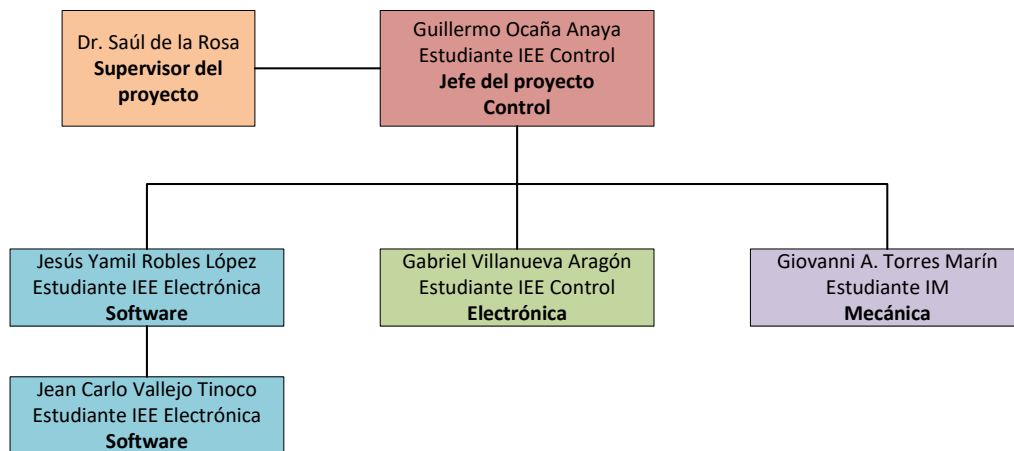 Dr. Saúl de la Rosa
Supervisor del
proyecto
Guillermo Ocaña Anaya
Estudiante IEE Control
Jefe del proyecto
Control
Jesús Yamil Robles López
Estudiante IEE Electrónica
Software
Gabriel Villanueva Aragón
Estudiante IEE Control
Electrónica
Giovanni A. Torres Marín
Estudiante IM
Mecánica
Jean Carlo Vallejo Tinoco
Estudiante IEE Electrónica
Software